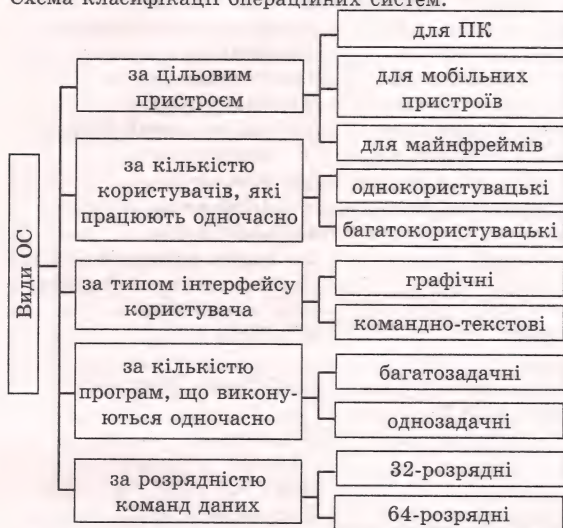 Схема класифікації операційних систем:
Види ОС
за цільовим
пристроєм
для ПК
для мобільних
пристроїв
для майнфреймів
за кількістю
користувачів, які
працюють одночасно
однокористувацькі
багатокористувацькі
за типом інтерфейсу
користувача
графічні
командно-текстові
за кількістю
програм, що викону-
ються одночасно
багатозадачні
однозадачні
за розрядністю
команд даних
32-розрядні
64-розрядні